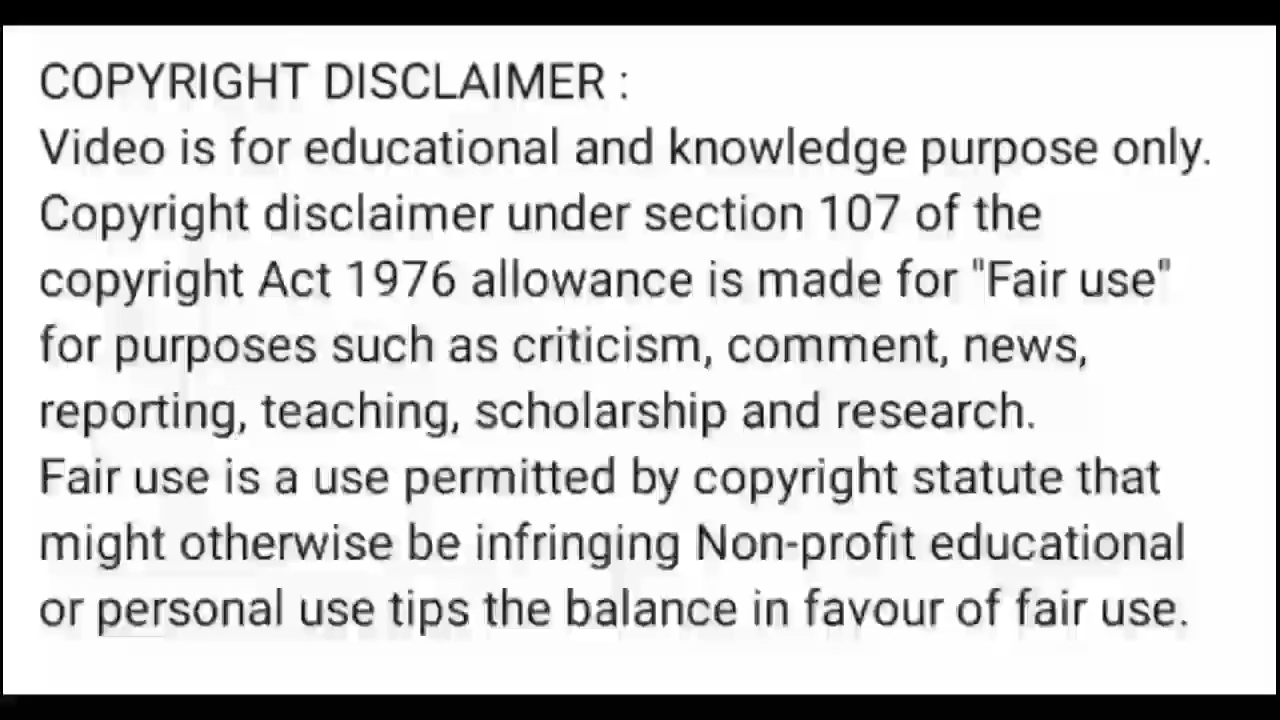 COPYRIGHT DISCLAIMER :
Video is for educational and knowledge purpose only.
Copyright disclaimer under section 107 of the
copyright Act 1976 allowance is made for "Fair use"
for purposes such as criticism, comment, news,
reporting, teaching, scholarship and research.
Fair use is a use permitted by copyright statute that
might otherwise be infringing Non-profit educational
or personal use tips the balance in favour of fair use.